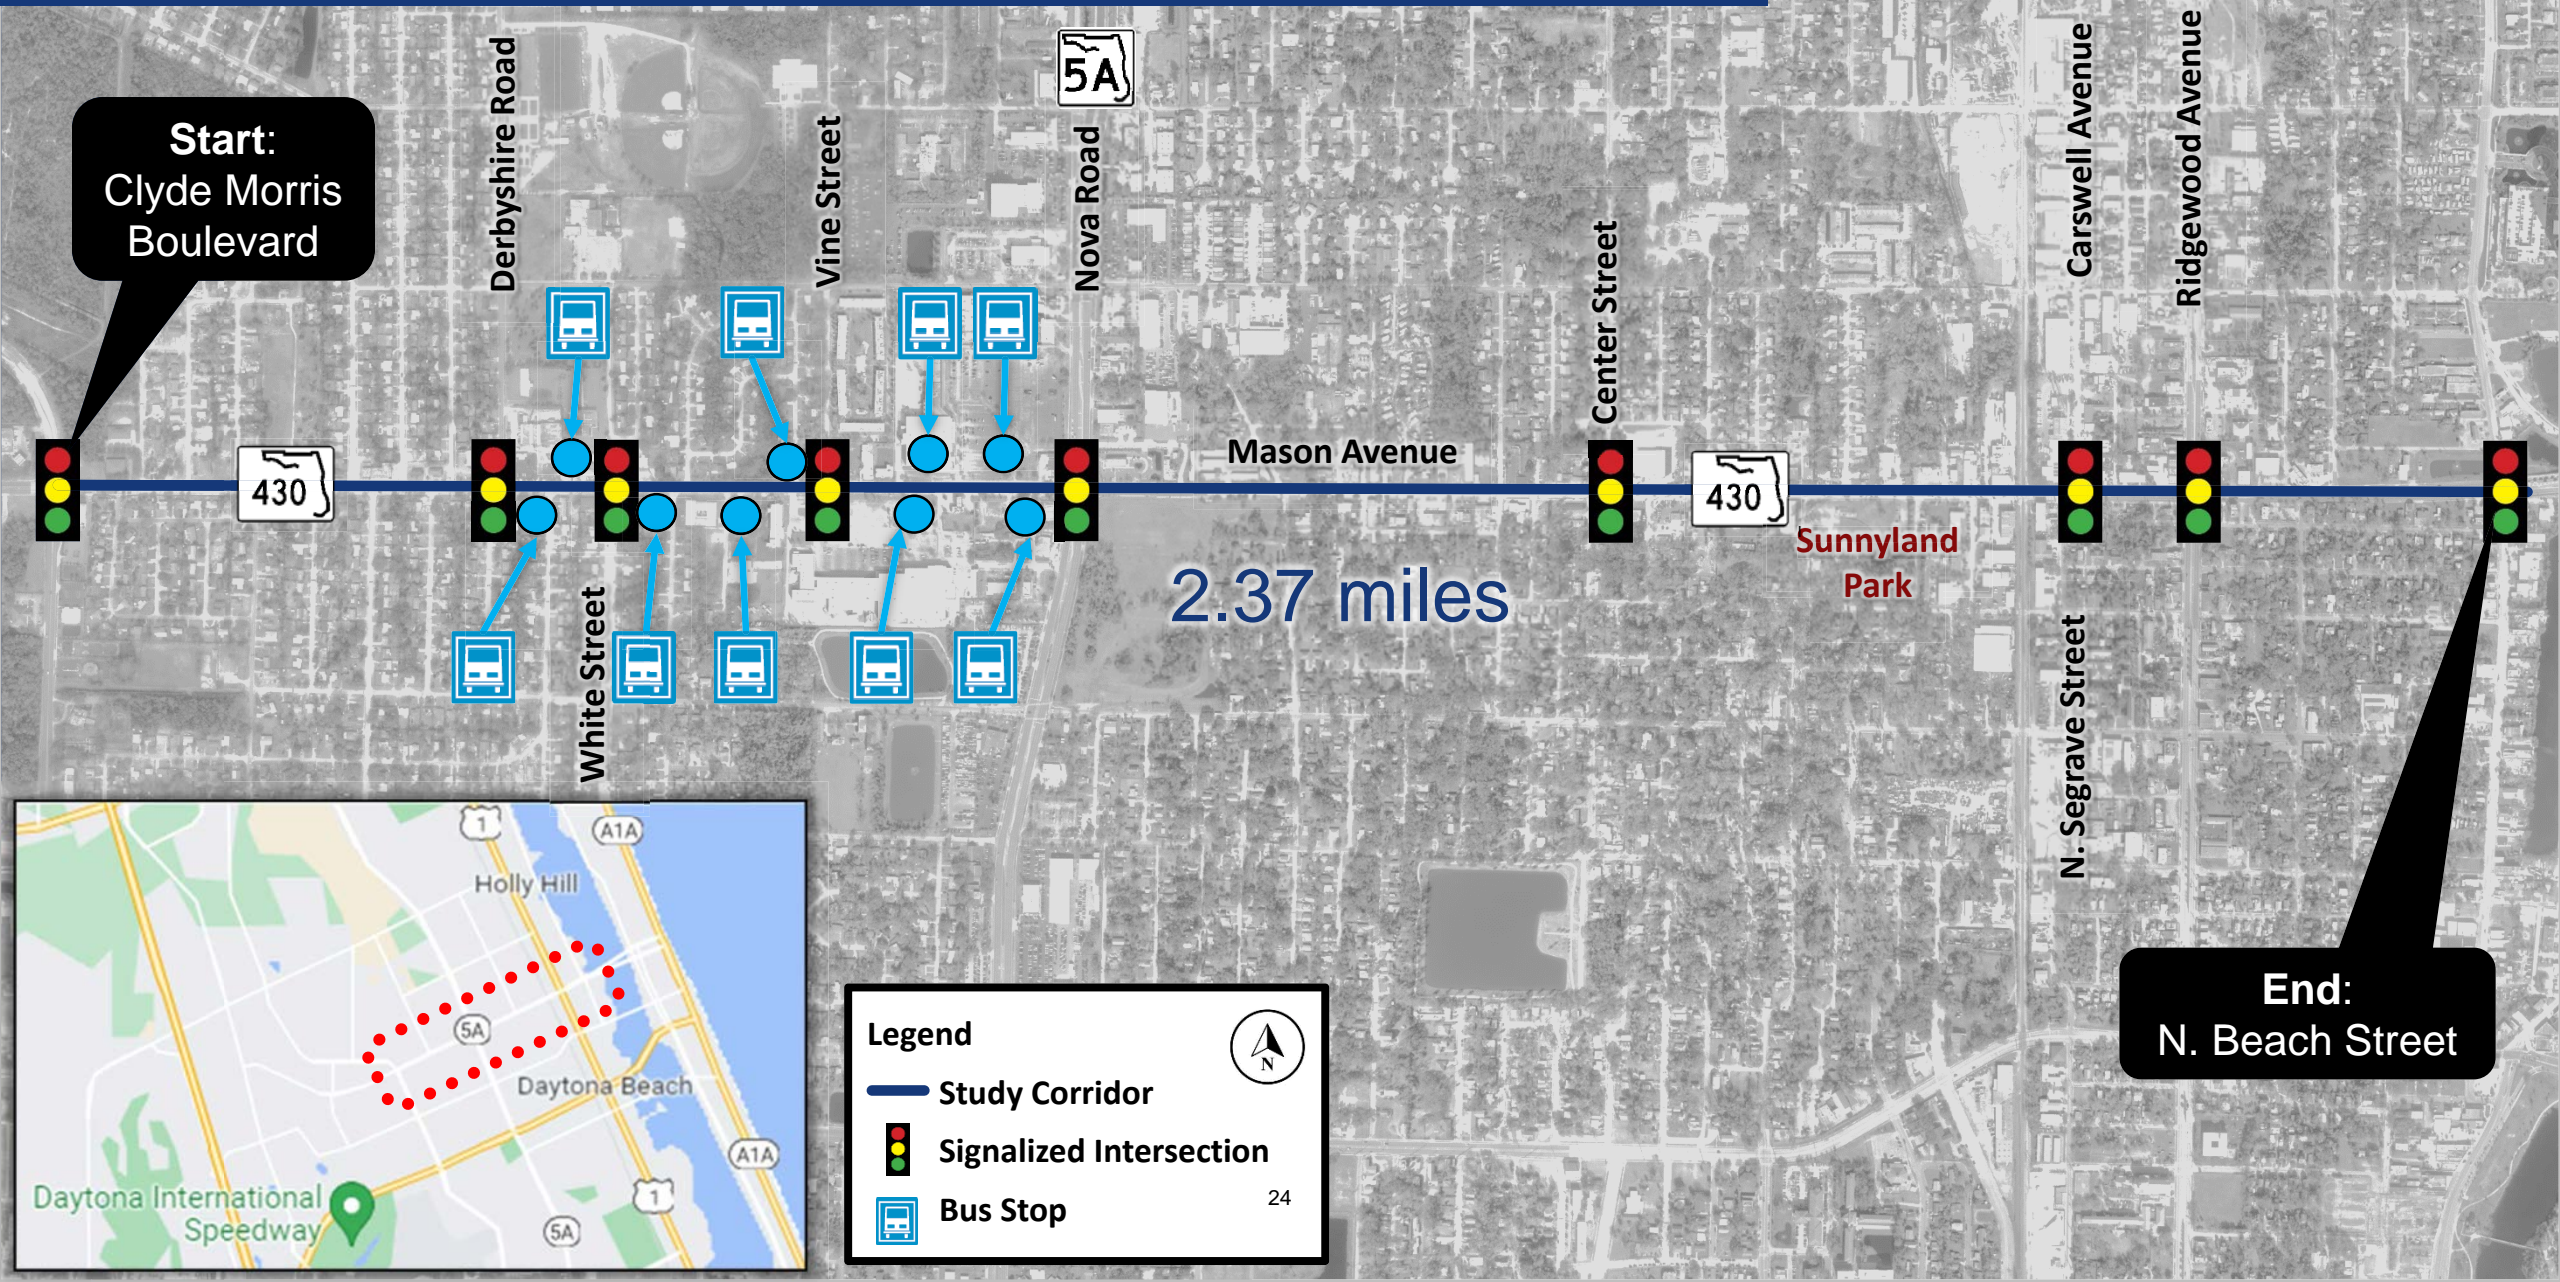 5A
Derbyshire Road
Vine Street
Nova Road
Center Street
Carswell Avenue
Ridgewood Avenue
Start:
Clyde Morris
Boulevard
430
Mason Avenue
430
Sunnyland
Park
2.37 miles
White Street
N. Segrave Street
End:
N. Beach Street
1
A1A
Holly Hill
5A
Daytona Beach
A1A
1
Daytona International
Speedway
5A
Legend
N
Study Corridor
Signalized Intersection
Bus Stop
24